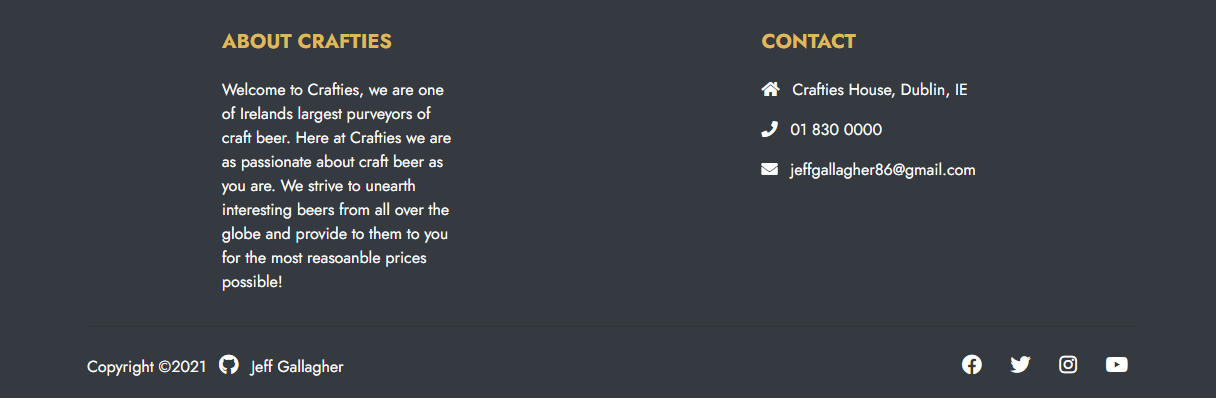 ABOUT CRAFTIES
Welcome to Crafties, we are one
of Irelands largest purveyors of
craft beer. Here at Crafties we are
as passionate about craft beer as
you are. We strive to unearth
interesting beers from all over the
globe and provide to them to you
for the most reasoanble prices
possible!
CONTACT
Crafties House, Dublin, IE
01 830 0000
jeffgallagher86@gmail.com
Copyright ©2021 Jeff Gallagher